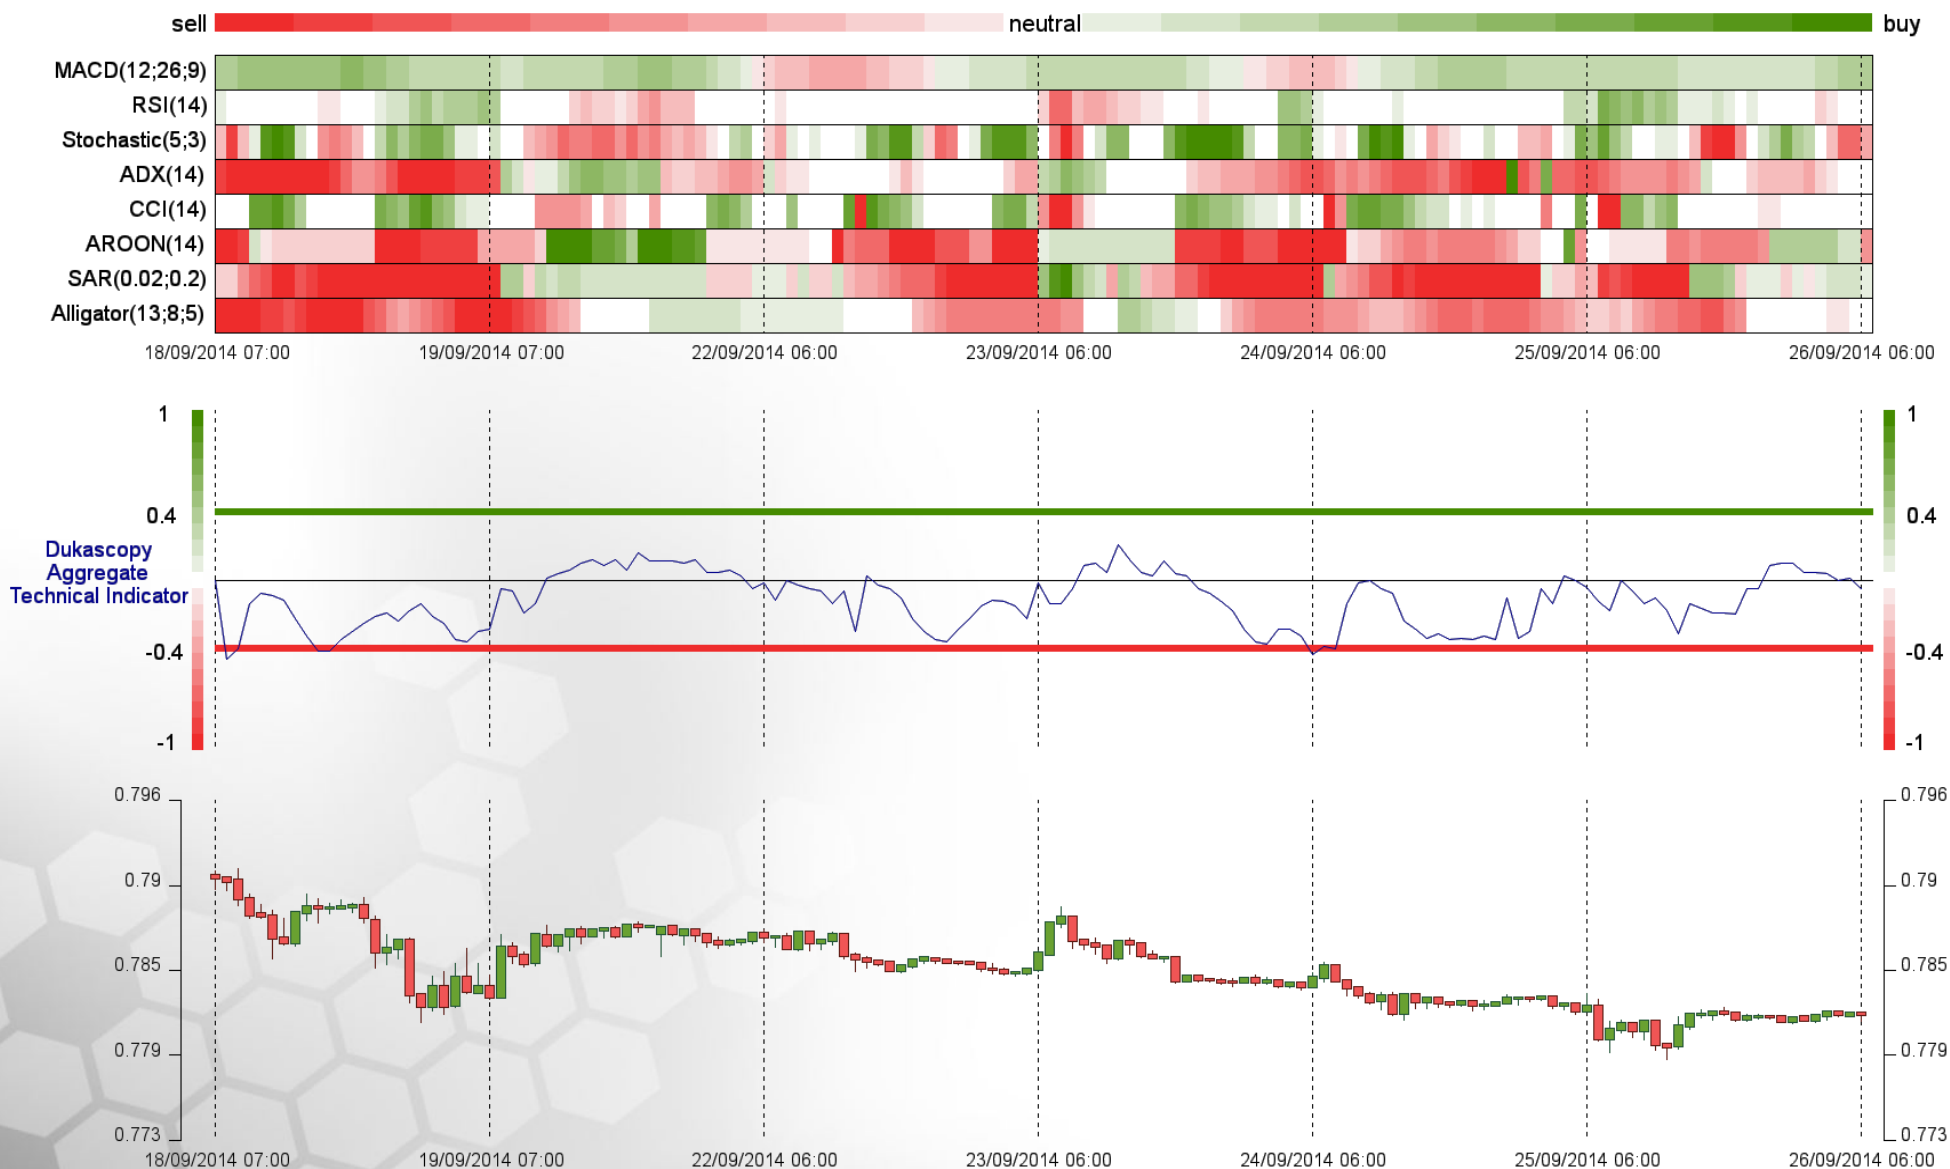 sell neutral buy
MACD(12;26;9)
RSI(14)
Stochastic(5;3)
ADX(14)
CCI(14)
AROON(14)
SAR(0.02;0.2)
Alligator(13;8;5)
18/09/2014 07:00 19/09/2014 07:00 22/09/2014 06:00 23/09/2014 06:00 24/09/2014 06:00 25/09/2014 06:00 26/09/2014 06:00
1 1
0.4 0.4
Dukascopy
Aggregate
Technical Indicator
-0.4 -0.4
-1 -1
0.796 0.796
0.79 0.79
0.785 0.785
0.779 0.779
0.773 0.773
18/09/2014 07:00 19/09/2014 07:00 22/09/2014 06:00 23/09/2014 06:00 24/09/2014 06:00 25/09/2014 06:00 26/09/2014 06:00